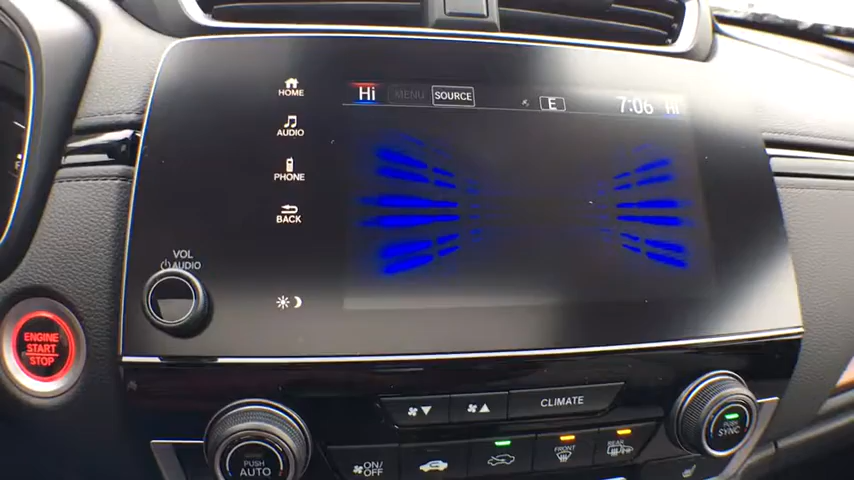 HOME
AUDIO
PHONE
BACK
Hi
MENU
SOURCE
E
7:06
Hi
VOL
AUDIO
ENGINE
START
STOP
CLIMATE
PUSH
SYNC
PUSH
AUTO
ON/
OFF
FRONT
REAR